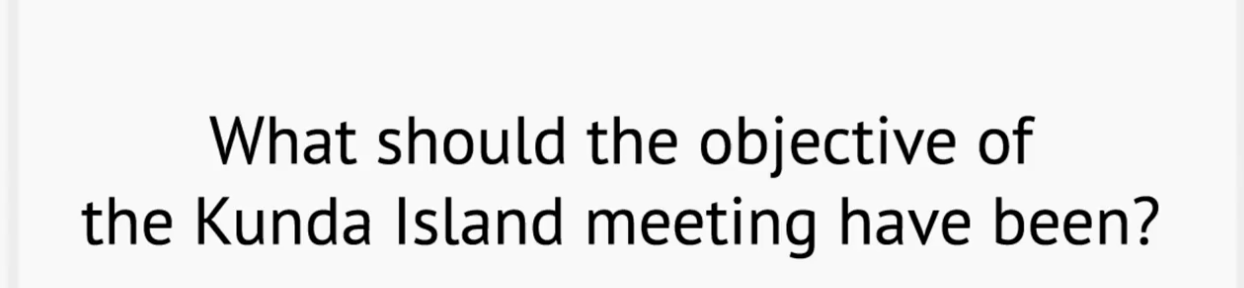 What should the objective of
the Kunda Island meeting have been?